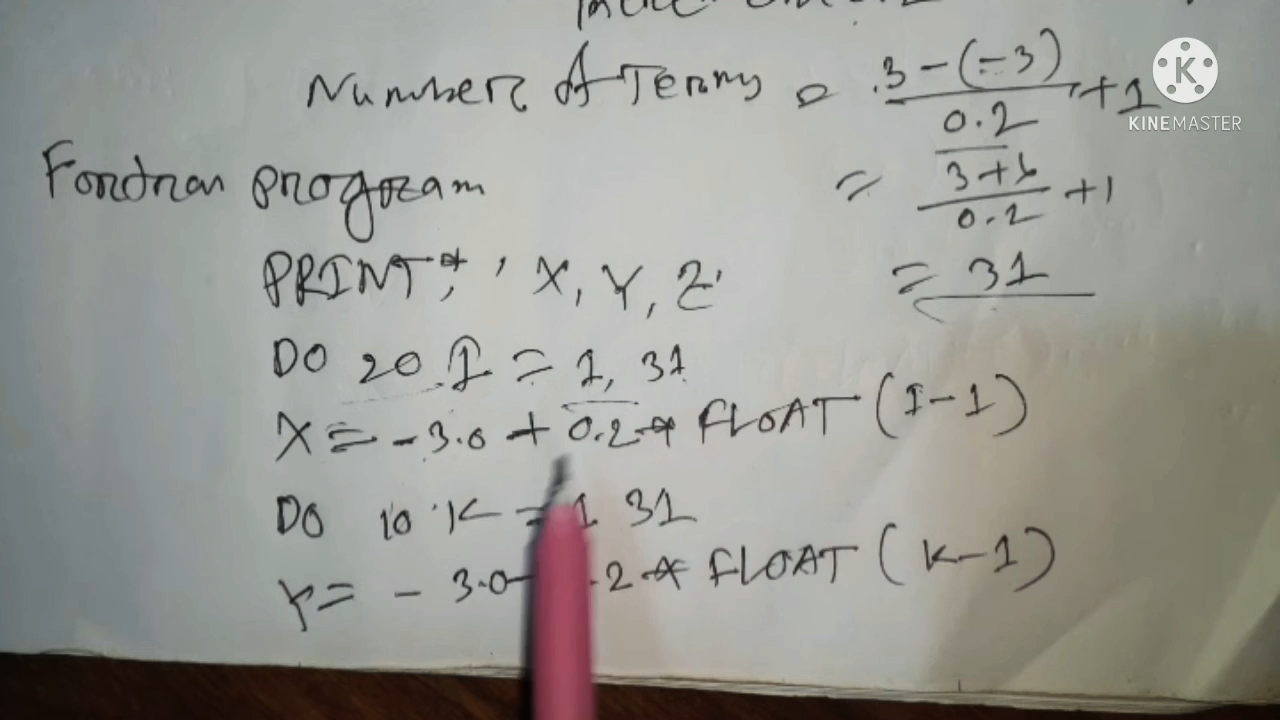 Number of Terms = 3 - (-3) / 0.2 + 1
Fortran program
= 3+3 / 0.2 + 1
PRINT*, ' X, Y, Z'
= 31
DO 20 I = 1, 31
X = -3.0 + 0.2 * FLOAT (I-1)
DO 10 K = 1 31
Y = - 3.0 .2 * FLOAT (K-1)
KINEMASTER